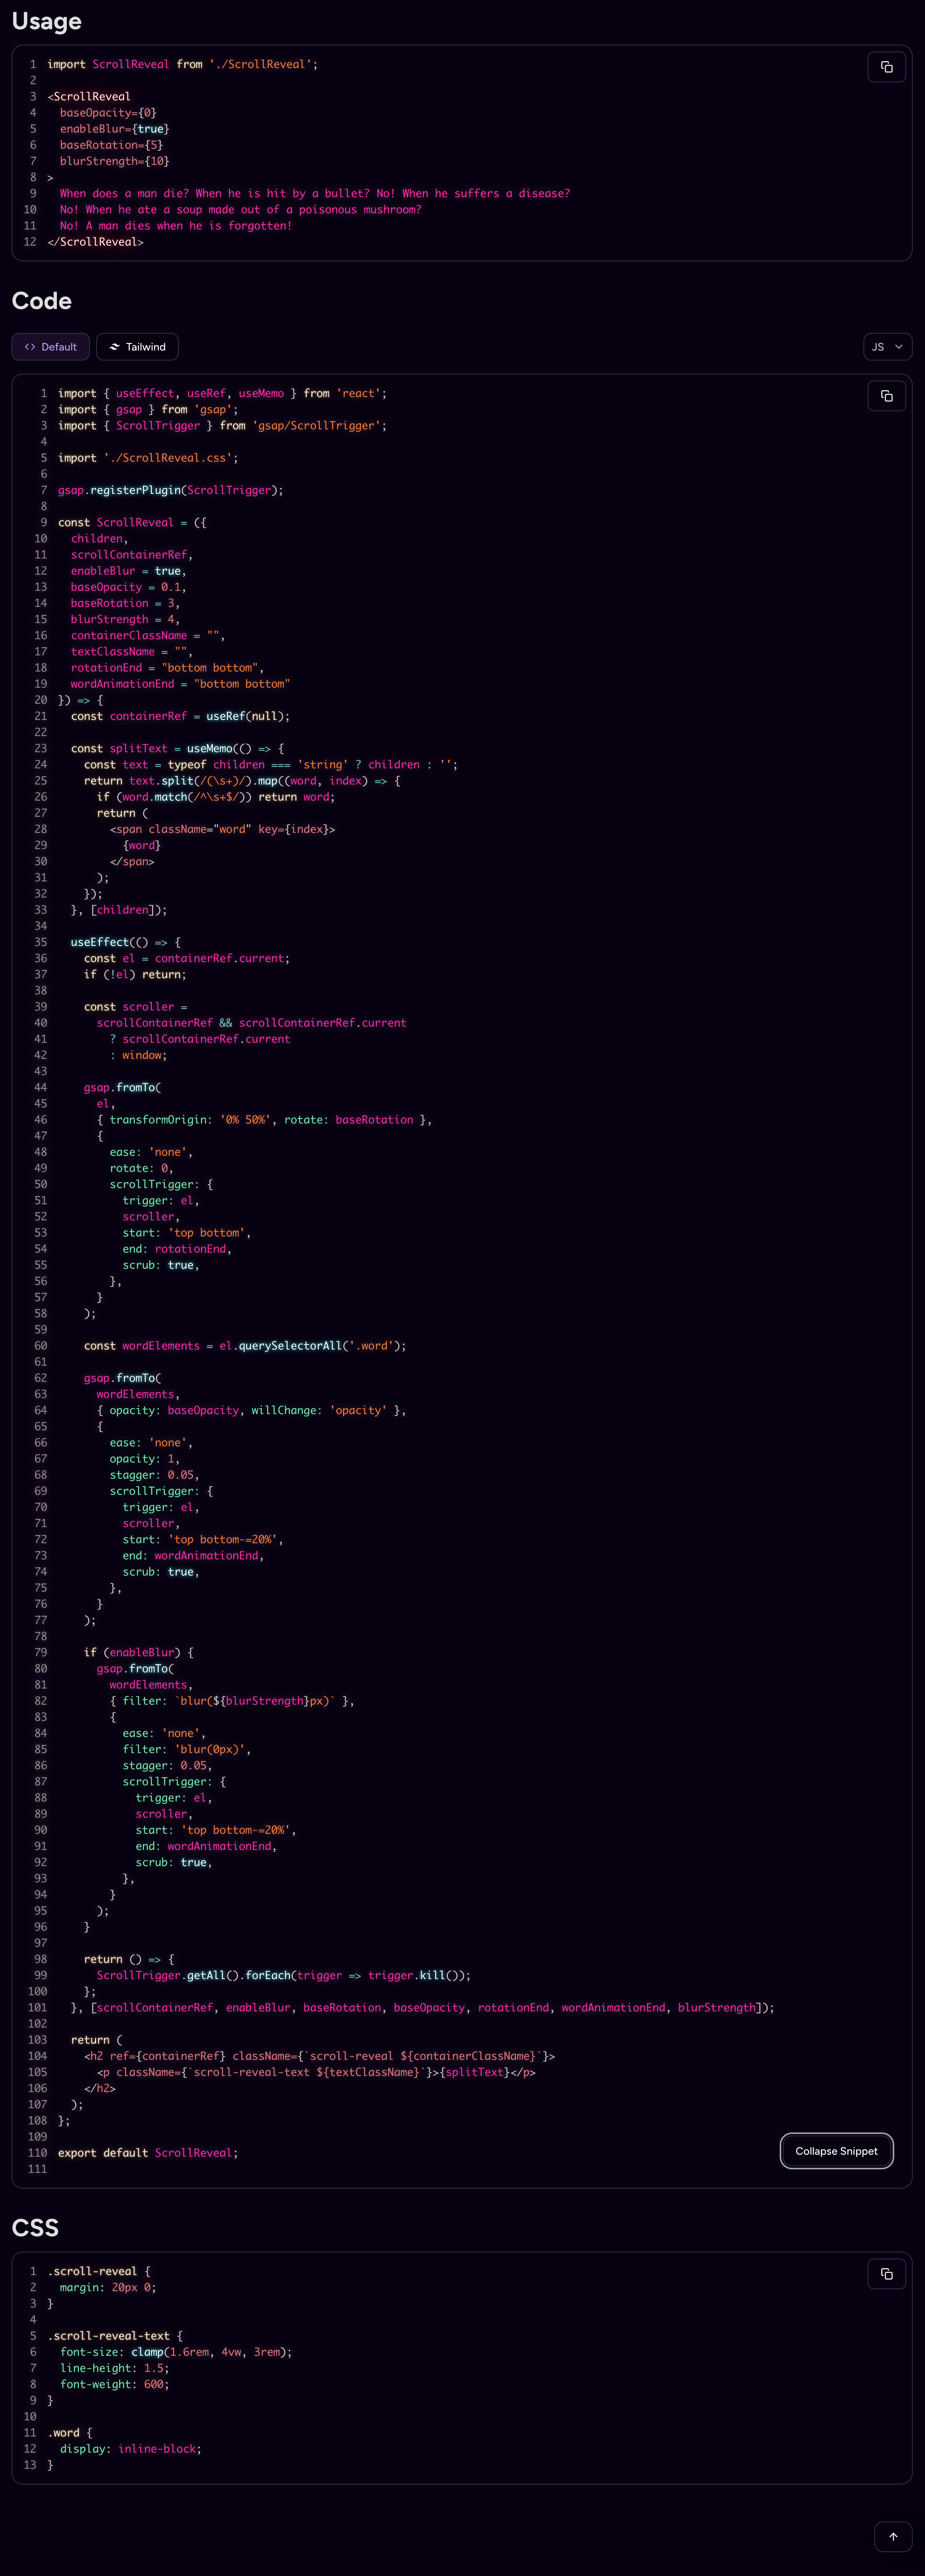 Usage
1 import ScrollReveal from './ScrollReveal';
2
3 <ScrollReveal
4   baseOpacity={0}
5   enableBlur={true}
6   baseRotation={5}
7   blurStrength={10}
8 >
9   When does a man die? When he is hit by a bullet? No! When he suffers a disease?
10   No! When he ate a soup made out of a poisonous mushroom?
11   No! A man dies when he is forgotten!
12 </ScrollReveal>
Code
Default Tailwind JS
1 import { useEffect, useRef, useMemo } from 'react';
2 import { gsap } from 'gsap';
3 import { ScrollTrigger } from 'gsap/ScrollTrigger';
4
5 import './ScrollReveal.css';
6
7 gsap.registerPlugin(ScrollTrigger);
8
9 const ScrollReveal = ({
10   children,
11   scrollContainerRef,
12   enableBlur = true,
13   baseOpacity = 0.1,
14   baseRotation = 3,
15   blurStrength = 4,
16   containerClassName = "",
17   textClassName = "",
18   rotationEnd = "bottom bottom",
19   wordAnimationEnd = "bottom bottom"
20 }) => {
21   const containerRef = useRef(null);
22
23   const splitText = useMemo(() => {
24     const text = typeof children === 'string' ? children : '';
25     return text.split(/(\s+)/).map((word, index) => {
26       if (word.match(/^\s+$/)) return word;
27       return (
28         <span className="word" key={index}>
29           {word}
30         </span>
31       );
32     });
33   }, [children]);
34
35   useEffect(() => {
36     const el = containerRef.current;
37     if (!el) return;
38
39     const scroller =
40       scrollContainerRef && scrollContainerRef.current
41         ? scrollContainerRef.current
42         : window;
43
44     gsap.fromTo(
45       el,
46       { transformOrigin: '0% 50%', rotate: baseRotation },
47       {
48         ease: 'none',
49         rotate: 0,
50         scrollTrigger: {
51           trigger: el,
52           scroller,
53           start: 'top bottom',
54           end: rotationEnd,
55           scrub: true,
56         },
57       }
58     );
59
60     const wordElements = el.querySelectorAll('.word');
61
62     gsap.fromTo(
63       wordElements,
64       { opacity: baseOpacity, willChange: 'opacity' },
65       {
66         ease: 'none',
67         opacity: 1,
68         stagger: 0.05,
69         scrollTrigger: {
70           trigger: el,
71           scroller,
72           start: 'top bottom-=20%',
73           end: wordAnimationEnd,
74           scrub: true,
75         },
76       }
77     );
78
79     if (enableBlur) {
80       gsap.fromTo(
81         wordElements,
82         { filter: `blur(${blurStrength}px)` },
83         {
84           ease: 'none',
85           filter: 'blur(0px)',
86           stagger: 0.05,
87           scrollTrigger: {
88             trigger: el,
89             scroller,
90             start: 'top bottom-=20%',
91             end: wordAnimationEnd,
92             scrub: true,
93           },
94         }
95       );
96     }
97
98     return () => {
99       ScrollTrigger.getAll().forEach(trigger => trigger.kill());
100     };
101   }, [scrollContainerRef, enableBlur, baseRotation, baseOpacity, rotationEnd, wordAnimationEnd, blurStrength]);
102
103   return (
104     <h2 ref={containerRef} className={`scroll-reveal ${containerClassName}`}>
105       <p className={`scroll-reveal-text ${textClassName}`}>{splitText}</p>
106     </h2>
107   );
108 };
109
110 export default ScrollReveal;
111
Collapse Snippet
CSS
1 .scroll-reveal {
2   margin: 20px 0;
3 }
4
5 .scroll-reveal-text {
6   font-size: clamp(1.6rem, 4vw, 3rem);
7   line-height: 1.5;
8   font-weight: 600;
9 }
10
11 .word {
12   display: inline-block;
13 }